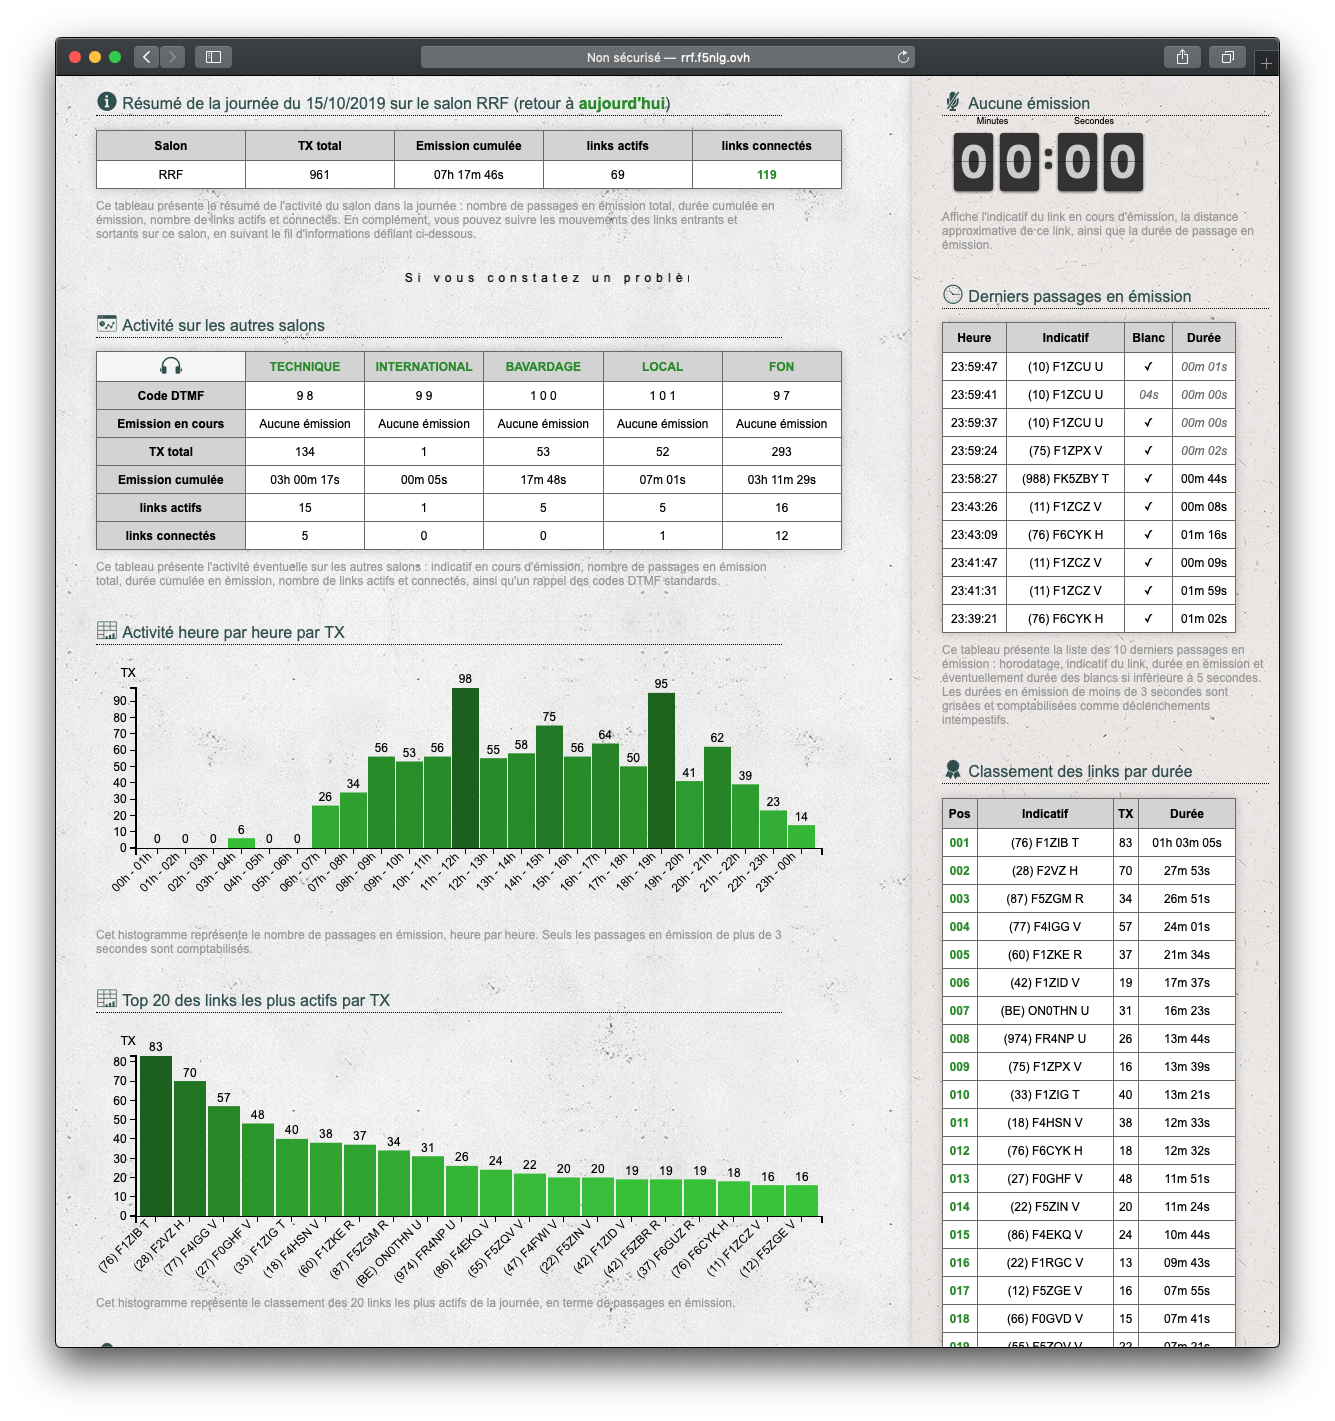 Non sécurisé — rrf.f5nlg.ovh
Résumé de la journée du 15/10/2019 sur le salon RRF (retour à aujourd'hui)
Salon TX total Emission cumulée links actifs links connectés
RRF 961 07h 17m 46s 69 119
Ce tableau présente le résumé de l'activité du salon dans la journée : nombre de passages en émission total, durée cumulée en
émission, nombre de links actifs et connectés. En complément, vous pouvez suivre les mouvements des links entrants et
sortants sur ce salon, en suivant le fil d'informations défilant ci-dessous.
Si vous constatez un problè
Activité sur les autres salons
TECHNIQUE INTERNATIONAL BAVARDAGE LOCAL FON
Code DTMF 9 8 9 9 1 0 0 1 0 1 9 7
Emission en cours Aucune émission Aucune émission Aucune émission Aucune émission Aucune émission
TX total 134 1 53 52 293
Emission cumulée 03h 00m 17s 00m 05s 17m 48s 07m 01s 03h 11m 29s
links actifs 15 1 5 5 16
links connectés 5 0 0 1 12
Ce tableau présente l'activité éventuelle sur les autres salons : indicatif en cours d'émission, nombre de passages en émission
total, durée cumulée en émission, nombre de links actifs et connectés, ainsi qu'un rappel des codes DTMF standards.
Activité heure par heure par TX
TX
90
80
70
60
50
40
30
20
10
0
0 0 0 6 0 0 26 34 56 53 56 98 55 58 75 56 64 50 95 41 62 39 23 14
00h - 01h
01h - 02h
02h - 03h
03h - 04h
04h - 05h
05h - 06h
06h - 07h
07h - 08h
08h - 09h
09h - 10h
10h - 11h
11h - 12h
12h - 13h
13h - 14h
14h - 15h
15h - 16h
16h - 17h
17h - 18h
18h - 19h
19h - 20h
20h - 21h
21h - 22h
22h - 23h
23h - 00h
Cet histogramme représente le nombre de passages en émission, heure par heure. Seuls les passages en émission de plus de 3
secondes sont comptabilisés.
Top 20 des links les plus actifs par TX
TX
80
70
60
50
40
30
20
10
0
83 70 57 48 40 38 37 34 31 26 24 22 20 20 19 19 19 18 16 16
(76) F1ZIB T
(28) F2VZ H
(77) F4IGG V
(27) F0GHF V
(33) F1ZIG T
(18) F4HSN V
(60) F1ZKE R
(87) F5ZGM R
(BE) ON0THN U
(974) FR4NP U
(86) F4EKQ V
(55) F5ZQV V
(47) F4FWI V
(22) F5ZIN V
(42) F1ZID V
(42) F5ZBR R
(37) F6GUZ R
(76) F6CYK H
(11) F1ZCZ V
(12) F5ZGE V
Cet histogramme représente le classement des 20 links les plus actifs de la journée, en terme de passages en émission.
Aucune émission
Minutes Secondes
00:00
Affiche l'indicatif du link en cours d'émission, la distance
approximative de ce link, ainsi que la durée de passage en
émission.
Derniers passages en émission
Heure Indicatif Blanc Durée
23:59:47 (10) F1ZCU U ✓ 00m 01s
23:59:41 (10) F1ZCU U 04s 00m 00s
23:59:37 (10) F1ZCU U ✓ 00m 00s
23:59:24 (75) F1ZPX V ✓ 00m 02s
23:58:27 (988) FK5ZBY T ✓ 00m 44s
23:43:26 (11) F1ZCZ V ✓ 00m 08s
23:43:09 (76) F6CYK H ✓ 01m 16s
23:41:47 (11) F1ZCZ V ✓ 00m 09s
23:41:31 (11) F1ZCZ V ✓ 01m 59s
23:39:21 (76) F6CYK H ✓ 01m 02s
Ce tableau présente la liste des 10 derniers passages en
émission : horodatage, indicatif du link, durée en émission et
éventuellement durée des blancs si inférieure à 5 secondes.
Les durées en émission de moins de 3 secondes sont
grisées et comptabilisées comme déclenchements
intempestifs.
Classement des links par durée
Pos Indicatif TX Durée
001 (76) F1ZIB T 83 01h 03m 05s
002 (28) F2VZ H 70 27m 53s
003 (87) F5ZGM R 34 26m 51s
004 (77) F4IGG V 57 24m 01s
005 (60) F1ZKE R 37 21m 34s
006 (42) F1ZID V 19 17m 37s
007 (BE) ON0THN U 31 16m 23s
008 (974) FR4NP U 26 13m 44s
009 (75) F1ZPX V 16 13m 39s
010 (33) F1ZIG T 40 13m 21s
011 (18) F4HSN V 38 12m 33s
012 (76) F6CYK H 18 12m 32s
013 (27) F0GHF V 48 11m 51s
014 (22) F5ZIN V 20 11m 24s
015 (86) F4EKQ V 24 10m 44s
016 (22) F1RGC V 13 09m 43s
017 (12) F5ZGE V 16 07m 55s
018 (66) F0GVD V 15 07m 41s
019 (55) F5ZQV V 22 07m 21s